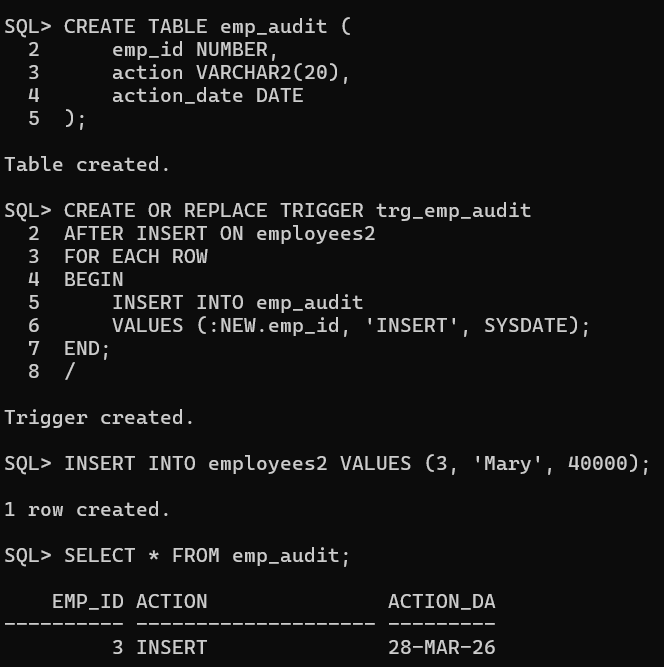 SQL> CREATE TABLE emp_audit (
  2      emp_id NUMBER,
  3      action VARCHAR2(20),
  4      action_date DATE
  5  );
Table created.
SQL> CREATE OR REPLACE TRIGGER trg_emp_audit
  2  AFTER INSERT ON employees2
  3  FOR EACH ROW
  4  BEGIN
  5      INSERT INTO emp_audit
  6      VALUES (:NEW.emp_id, 'INSERT', SYSDATE);
  7  END;
  8  /
Trigger created.
SQL> INSERT INTO employees2 VALUES (3, 'Mary', 40000);
1 row created.
SQL> SELECT * FROM emp_audit;
    EMP_ID ACTION               ACTION_DA
---------- -------------------- ---------
         3 INSERT               28-MAR-26